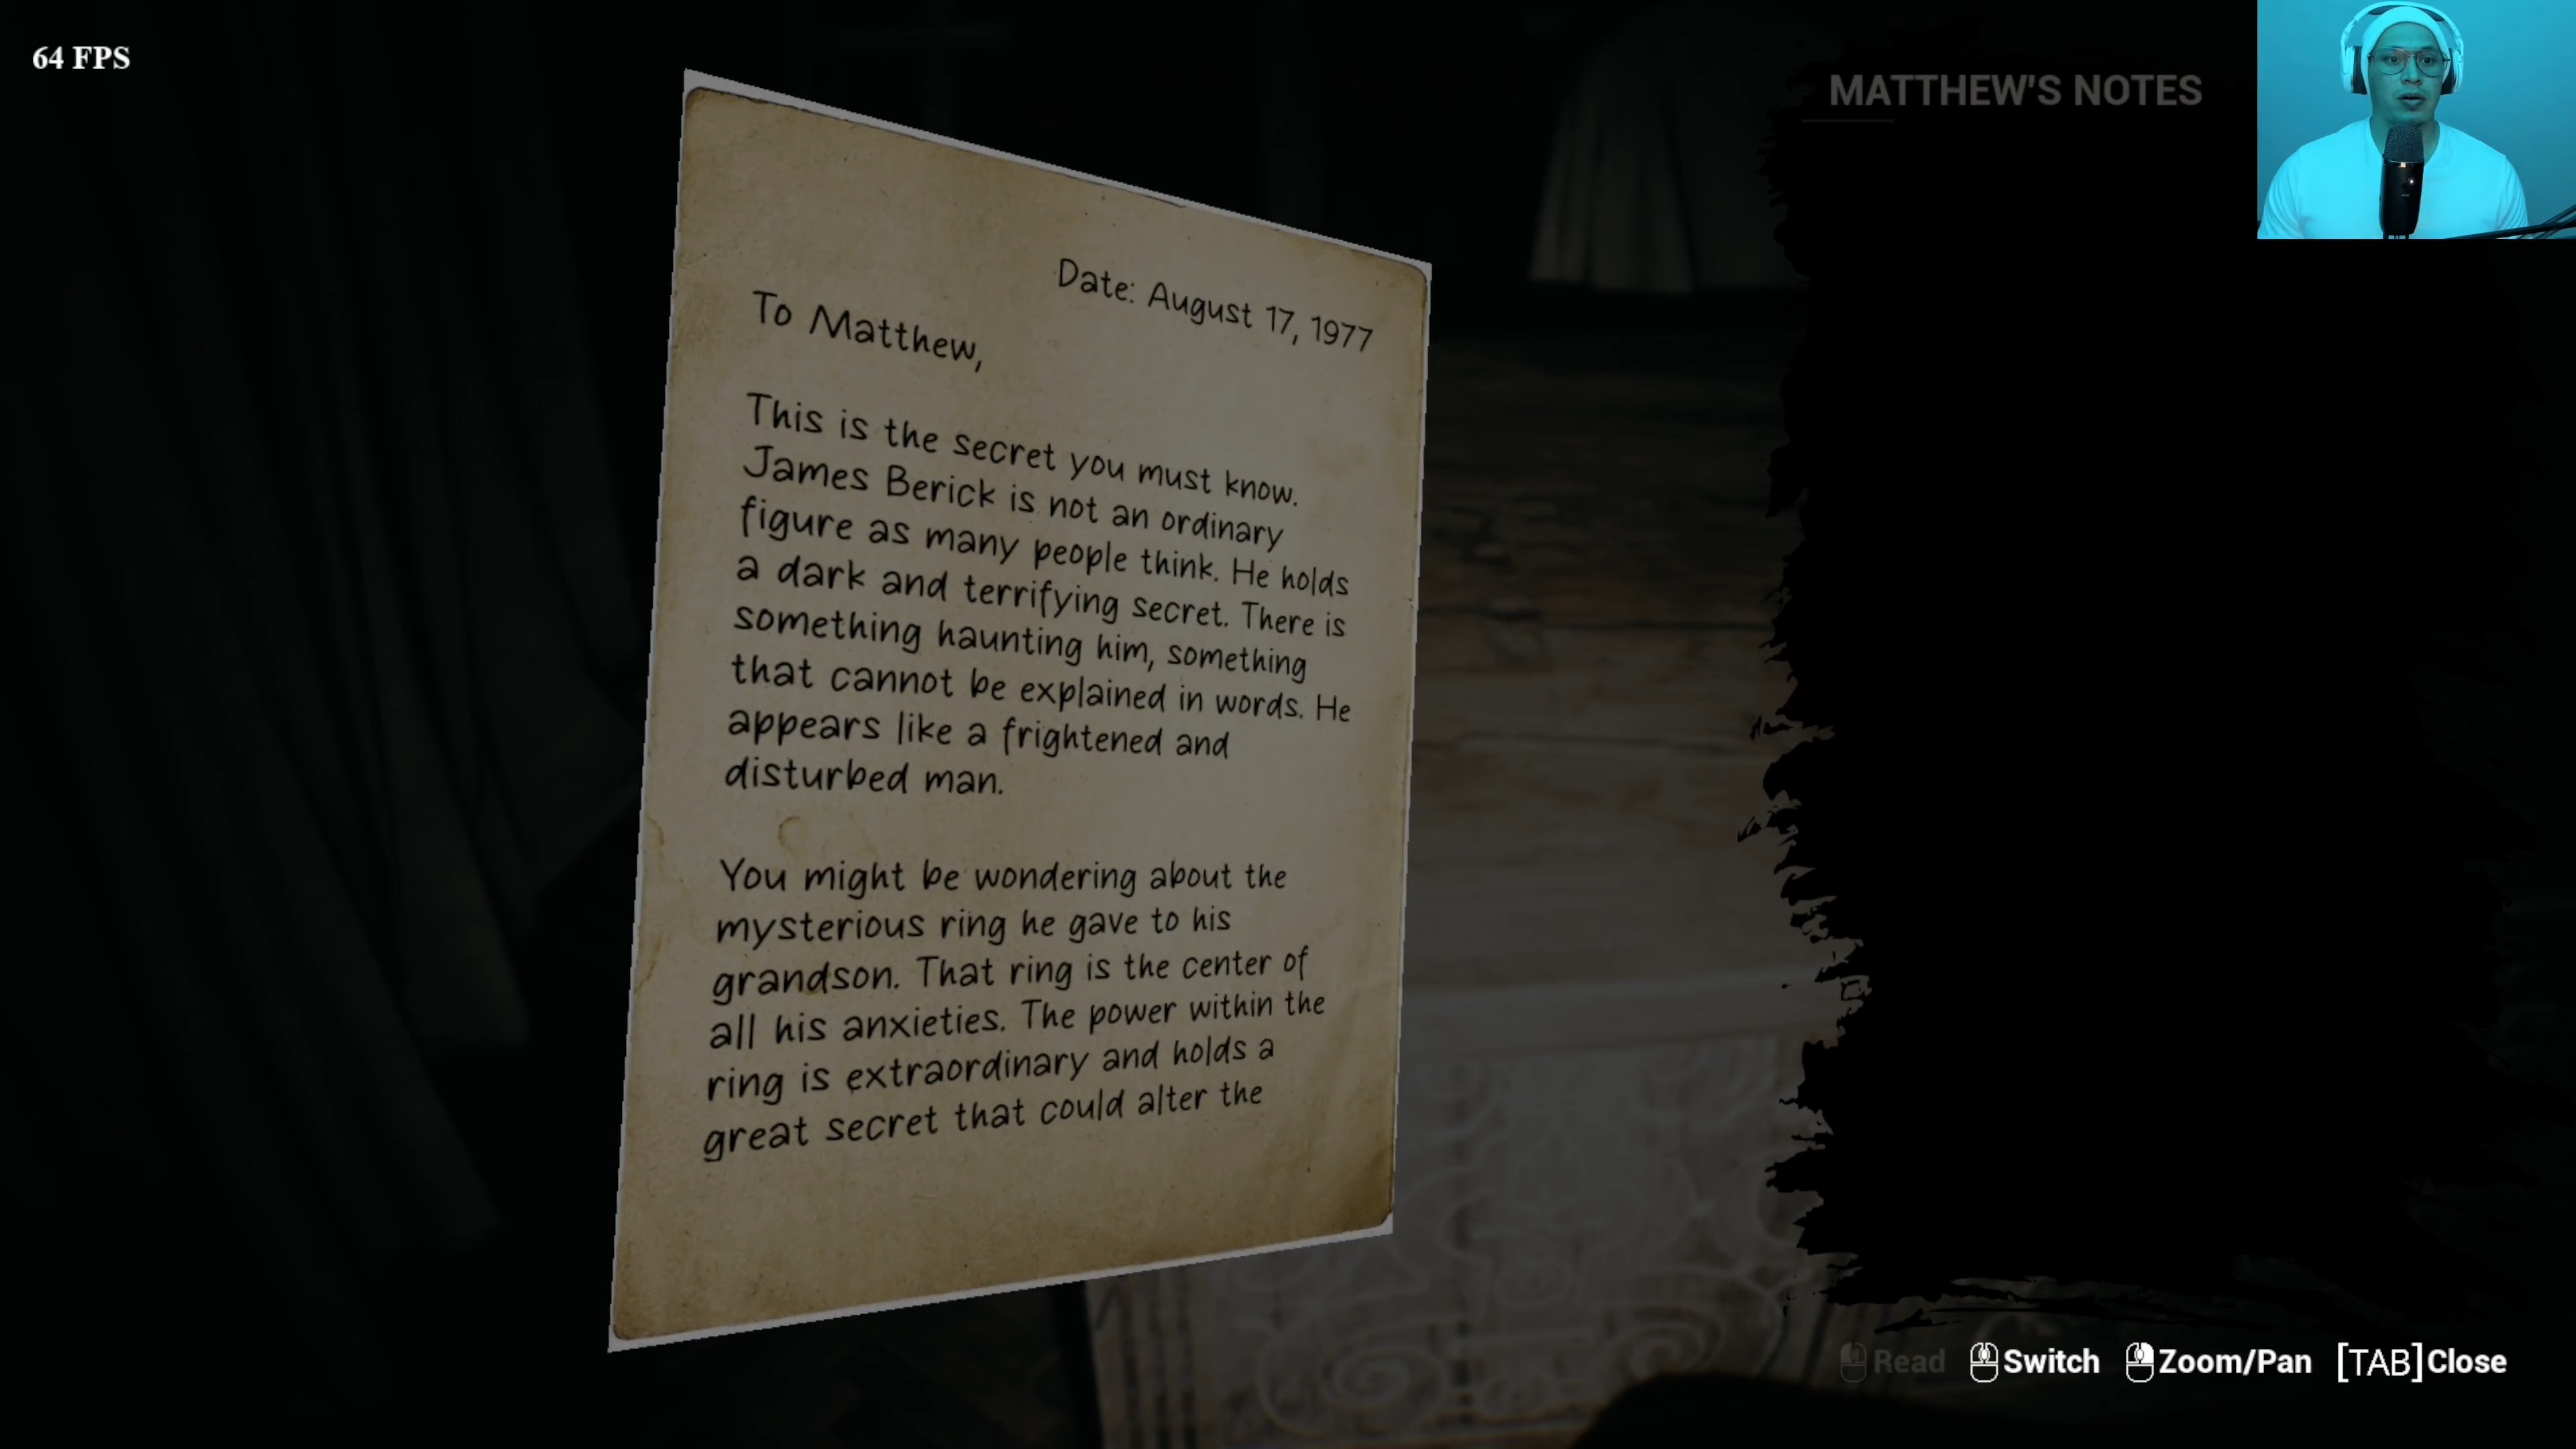 64 FPS
MATTHEW'S NOTES
Date: August 17, 1977
To Matthew,
This is the secret you must know.
James Berick is not an ordinary
figure as many people think. He holds
a dark and terrifying secret. There is
something haunting him, something
that cannot be explained in words. He
appears like a frightened and
disturbed man.
You might be wondering about the
mysterious ring he gave to his
grandson. That ring is the center of
all his anxieties. The power within the
ring is extraordinary and holds a
great secret that could alter the
Read Switch Zoom/Pan [TAB]Close